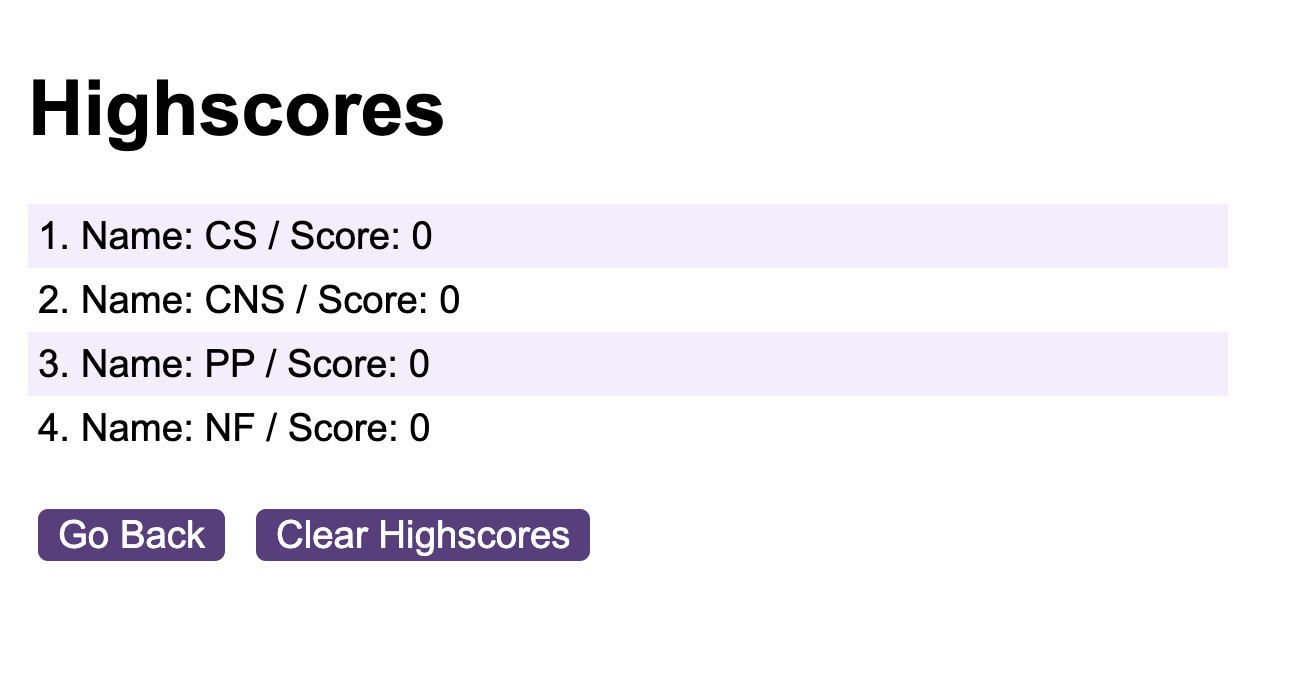 Highscores
1. Name: CS / Score: 0
2. Name: CNS / Score: 0
3. Name: PP / Score: 0
4. Name: NF / Score: 0
Go Back Clear Highscores